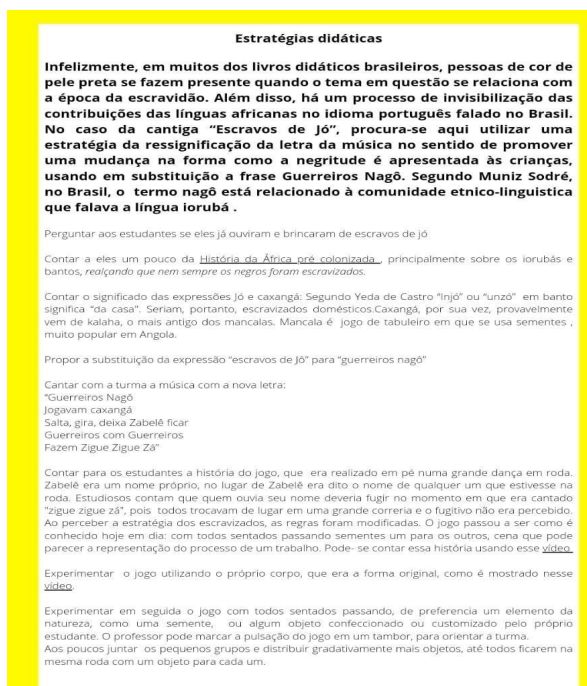 Estratégias didáticas
Infelizmente, em muitos dos livros didáticos brasileiros, pessoas de cor de
pele preta se fazem presente quando o tema em questão se relaciona com
a época da escravidão. Além disso, há um processo de invisibilização das
contribuições das línguas africanas no idioma português falado no Brasil.
No caso da cantiga “Escravos de Jó”, procura-se aqui utilizar uma
estratégia da ressignificação da letra da música no sentido de promover
uma mudança na forma como a negritude é apresentada às crianças,
usando em substituição a frase Guerreiros Nagô. Segundo Muniz Sodré,
no Brasil, o termo nagô está relacionado à comunidade etnico-linguistica
que falava a língua iorubá .
Perguntar aos estudantes se eles já ouviram e brincaram de escravos de jó
Contar a eles um pouco da História da África pré colonizada , principalmente sobre os iorubás e
bantos, realçando que nem sempre os negros foram escravizados.
Contar o significado das expressões Jó e caxangá: Segundo Yeda de Castro “Injó” ou “unzó” em banto
significa “da casa”. Seriam, portanto, escravizados domésticos.Caxangá, por sua vez, provavelmente
vem de kalaha, o mais antigo dos mancalas. Mancala é jogo de tabuleiro em que se usa sementes ,
muito popular em Angola.
Propor a substituição da expressão “escravos de Jô” para “guerreiros nagô”
Cantar com a turma a música com a nova letra:
“Guerreiros Nagô
Jogavam caxangá
Salta, gira, deixa Zabelê ficar
Guerreiros com Guerreiros
Fazem Zigue Zigue Zá”
Contar para os estudantes a história do jogo, que era realizado em pé numa grande dança em roda.
Zabelê era um nome próprio, no lugar de Zabelê era dito o nome de qualquer um que estivesse na
roda. Estudiosos contam que quem ouvia seu nome deveria fugir no momento em que era cantado
"zigue zigue zá", pois todos trocavam de lugar em uma grande correria e o fugitivo não era percebido.
Ao perceber a estratégia dos escravizados, as regras foram modificadas. O jogo passou a ser como é
conhecido hoje em dia: com todos sentados passando sementes um para os outros, cena que pode
parecer a representação do processo de um trabalho. Pode- se contar essa história usando esse vídeo
Experimentar o jogo utilizando o próprio corpo, que era a forma original, como é mostrado nesse
vídeo.
Experimentar em seguida o jogo com todos sentados passando, de preferencia um elemento da
natureza, como uma semente, ou algum objeto confeccionado ou customizado pelo próprio
estudante. O professor pode marcar a pulsação do jogo em um tambor, para orientar a turma.
Aos poucos juntar os pequenos grupos e distribuir gradativamente mais objetos, até todos ficarem na
mesma roda com um objeto para cada um.